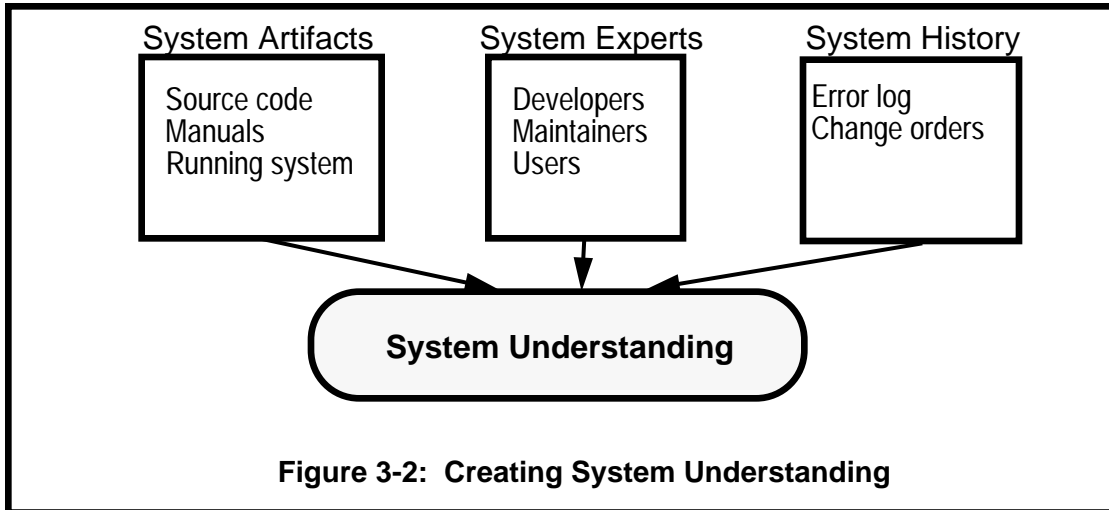 System Artifacts
Source code
Manuals
Running system
System Experts
Developers
Maintainers
Users
System History
Error log
Change orders
System Understanding
Figure 3-2: Creating System Understanding